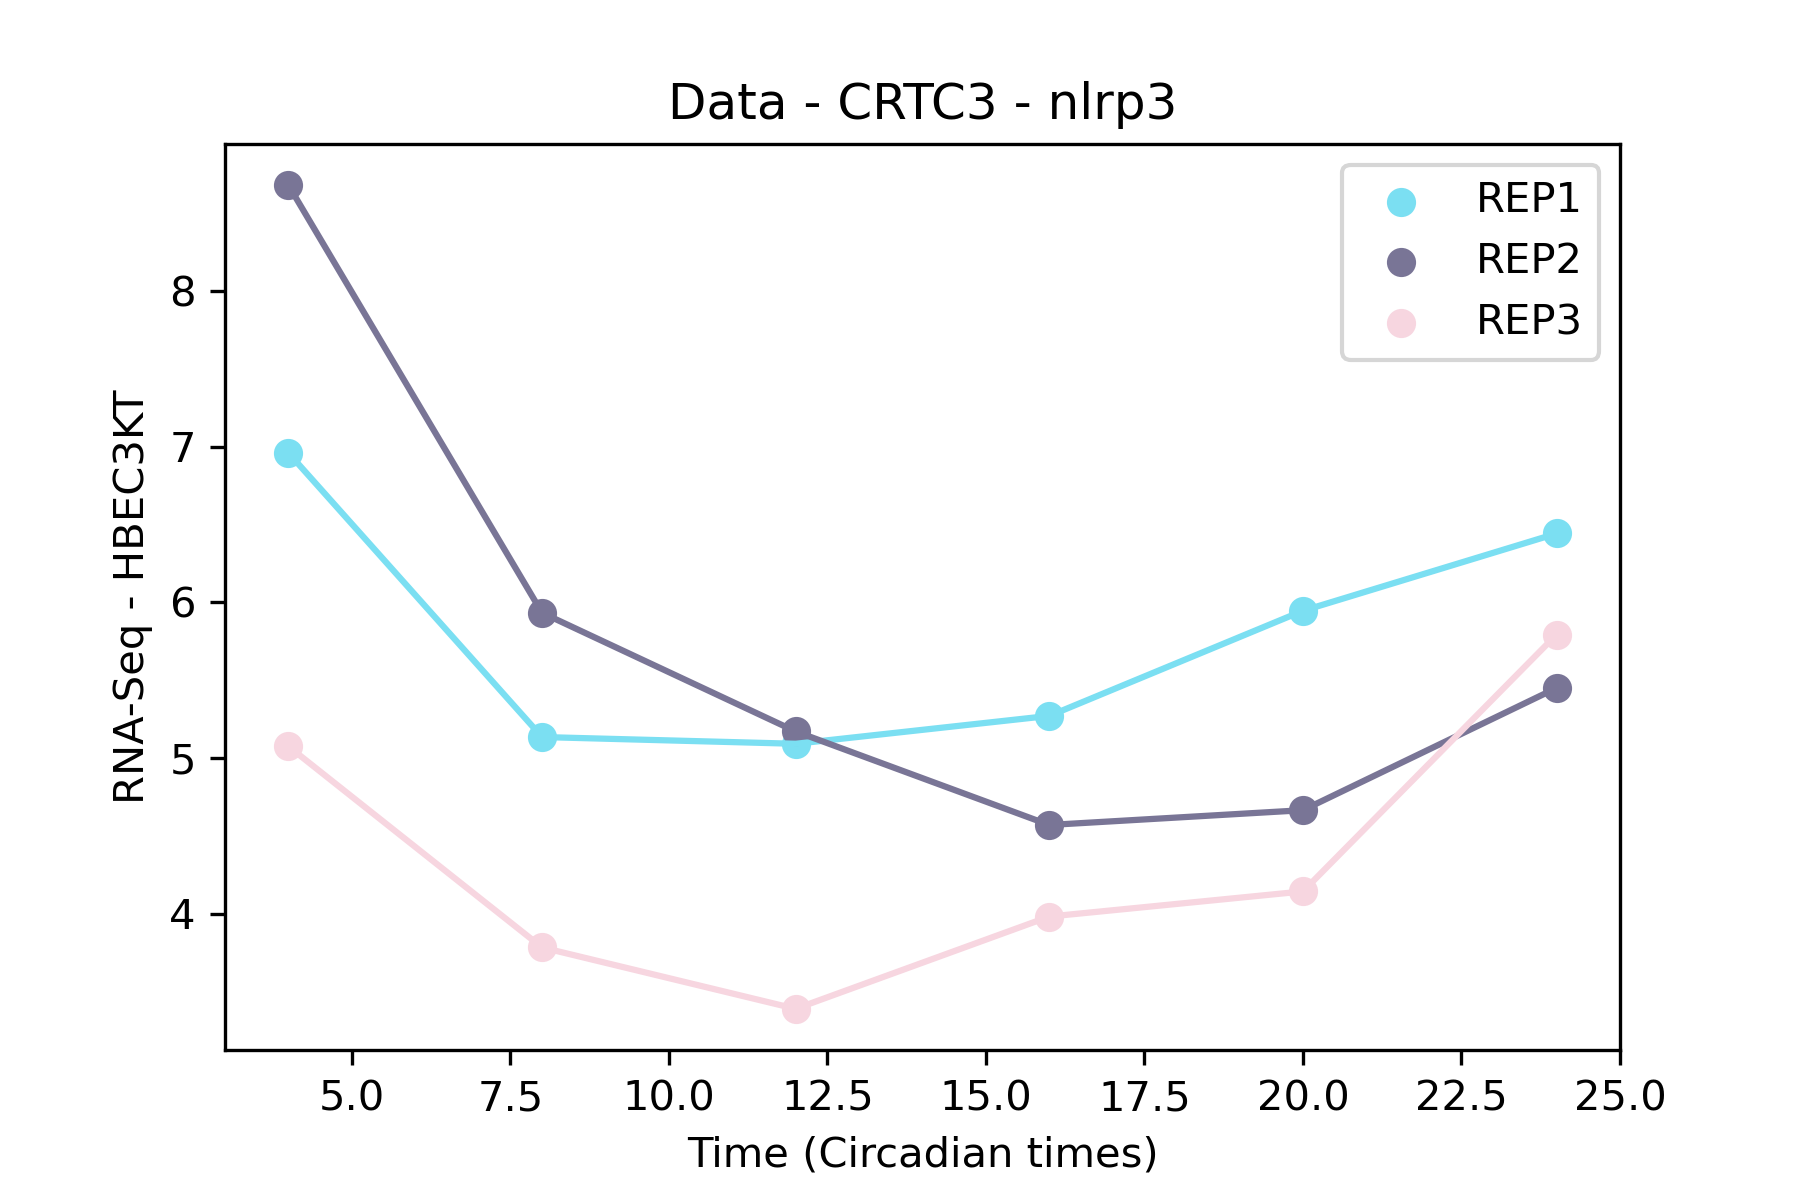 Data - CRTC3 - nlrp3
REP1
REP2
REP3
RNA-Seq - HBEC3KT
8
7
6
5
4
5.0 7.5 10.0 12.5 15.0 17.5 20.0 22.5 25.0
Time (Circadian times)